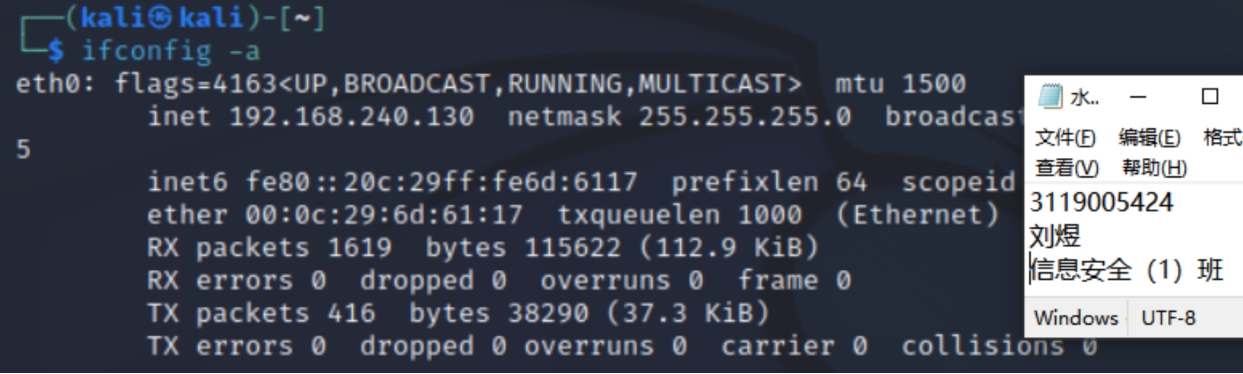 (kali㉿kali)-[~]
$ ifconfig -a
eth0: flags=4163<UP,BROADCAST,RUNNING,MULTICAST>  mtu 1500
inet 192.168.240.130  netmask 255.255.255.0  broadcast
5
inet6 fe80::20c:29ff:fe6d:6117  prefixlen 64  scopeid
ether 00:0c:29:6d:61:17  txqueuelen 1000  (Ethernet)
RX packets 1619  bytes 115622 (112.9 KiB)
RX errors 0  dropped 0  overruns 0  frame 0
TX packets 416  bytes 38290 (37.3 KiB)
TX errors 0  dropped 0 overruns 0  carrier 0  collisions 0
水..
文件(F) 编辑(E) 格式
查看(V) 帮助(H)
3119005424
刘煜
信息安全（1）班
Windows UTF-8